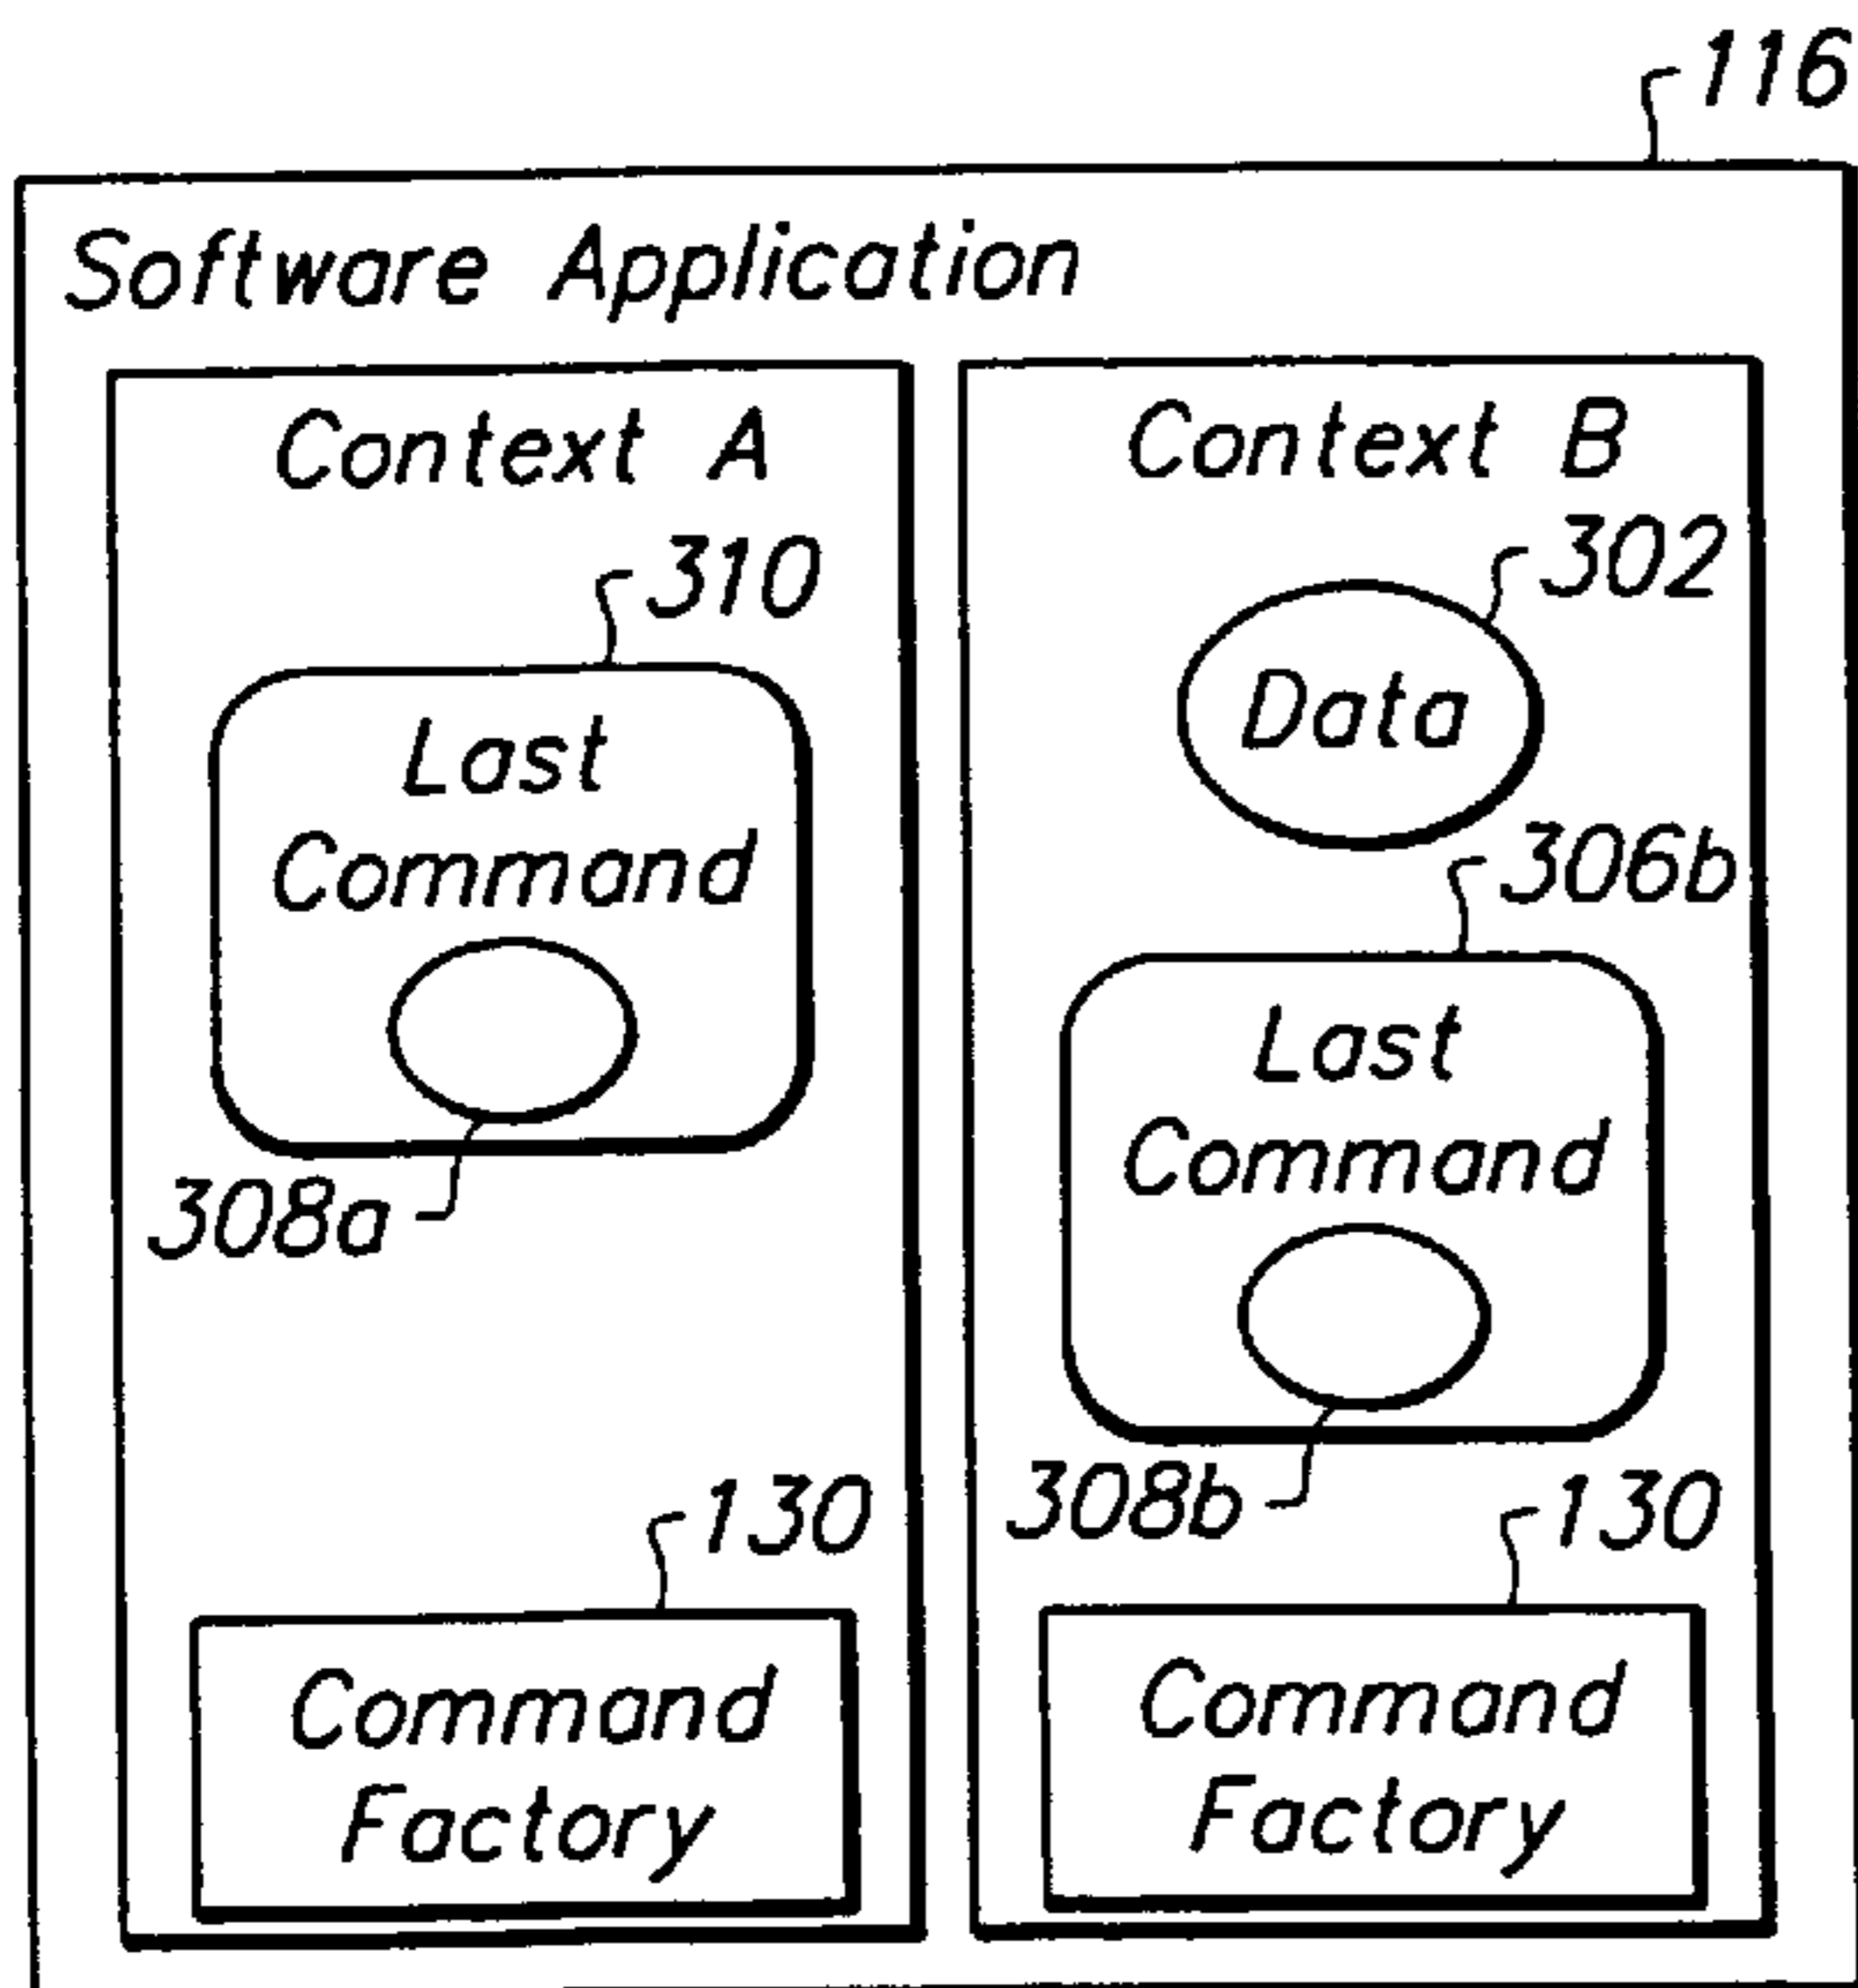 116
Software Application
Context A
310
Last
Command
308a
130
Command
Factory
Context B
302
Data
306b
Last
Command
308b
130
Command
Factory